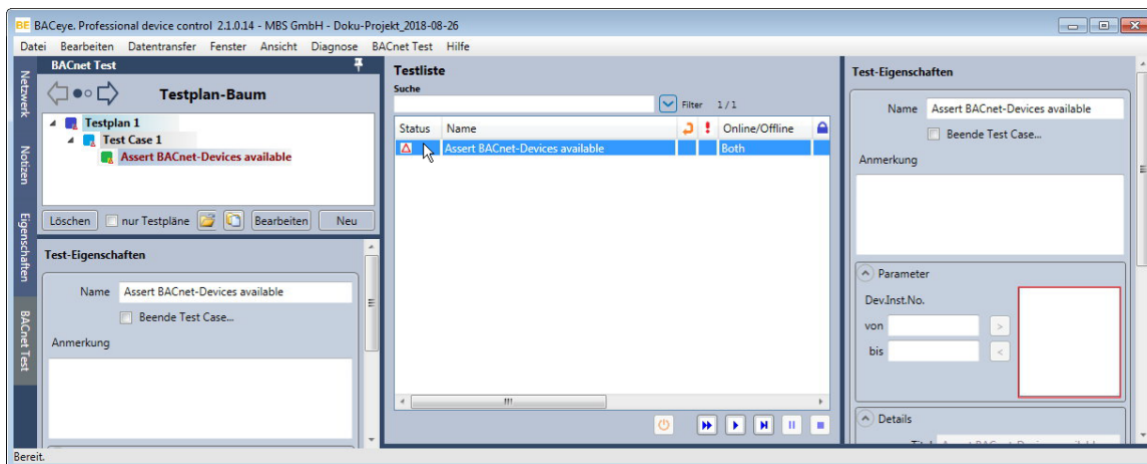 BE BACeye. Professional device control 2.1.0.14 - MBS GmbH - Doku-Projekt_2018-08-26
Datei Bearbeiten Datentransfer Fenster Ansicht Diagnose BACnet Test Hilfe
Netzwerk
Notizen
Eigenschaften
BACnet Test
BACnet Test
Testplan-Baum
Testplan 1
Test Case 1
Assert BACnet-Devices available
Löschen nur Testpläne Bearbeiten Neu
Test-Eigenschaften
Name Assert BACnet-Devices available
Beende Test Case...
Anmerkung
Testliste
Suche
Filter 1/1
Status Name Online/Offline
Assert BACnet-Devices available Both
Test-Eigenschaften
Name Assert BACnet-Devices available
Beende Test Case...
Anmerkung
Parameter
Dev.Inst.No.
von >
bis <
Details
Bereit.